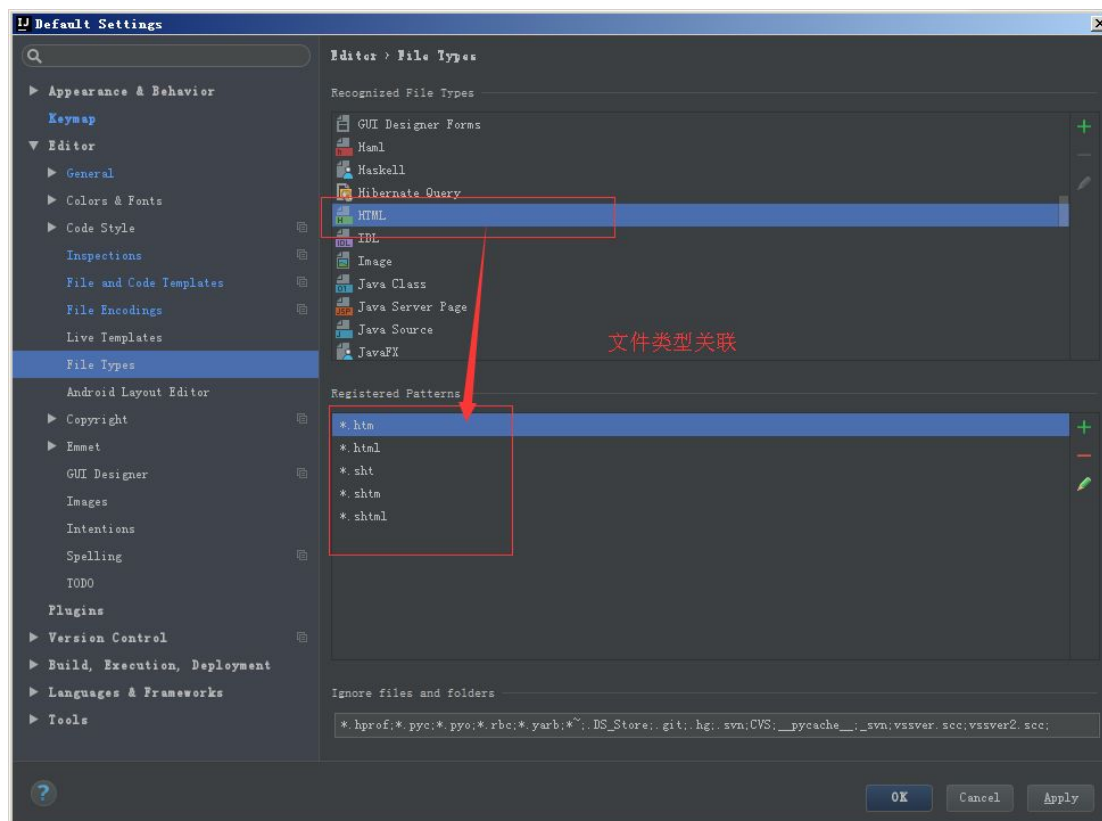 Default Settings
Appearance & Behavior
Keymap
Editor
General
Colors & Fonts
Code Style
Inspections
File and Code Templates
File Encodings
Live Templates
File Types
Android Layout Editor
Copyright
Emmet
GUI Designer
Images
Intentions
Spelling
TODO
Plugins
Version Control
Build, Execution, Deployment
Languages & Frameworks
Tools
Editor › File Types
Recognized File Types
GUI Designer Forms
Haml
Haskell
Hibernate Query
HTML
IDL
Image
Java Class
Java Server Page
Java Source
JavaFX
文件类型关联
Registered Patterns
*.htm
*.html
*.sht
*.shtm
*.shtml
Ignore files and folders
*.hprof;*.pyc;*.pyo;*.rbc;*.yarb;*~;.DS_Store;.git;.hg;.svn;CVS;__pycache__;_svn;vssver.scc;vssver2.scc;
OK
Cancel
Apply